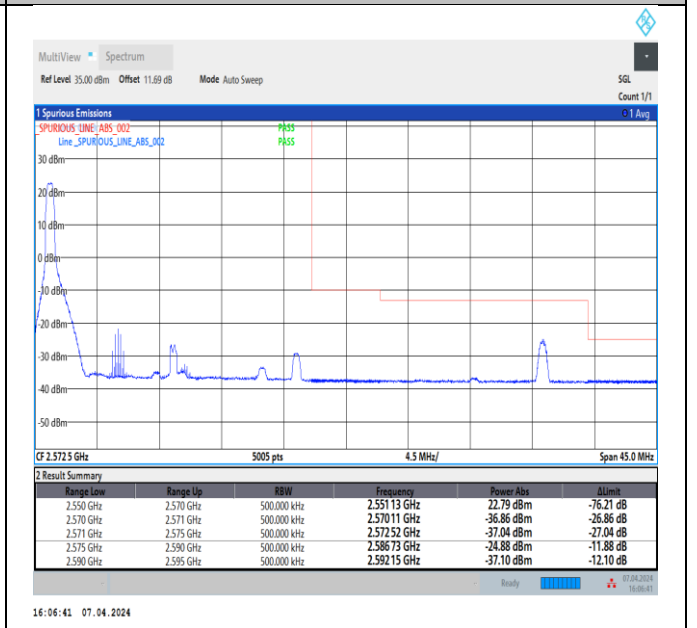 MultiView Spectrum
Ref Level 35.00 dBm Offset 11.69 dB Mode Auto Sweep SGL
Count 1/1
1 Spurious Emissions 1 Avg
_SPURIOUS_LINE_ABS_002 PASS
Line _SPURIOUS_LINE_ABS_002 PASS
30 dBm
20 dBm
10 dBm
0 dBm
-10 dBm
-20 dBm
-30 dBm
-40 dBm
-50 dBm
CF 2.572 5 GHz 5005 pts 4.5 MHz/ Span 45.0 MHz
2 Result Summary
Range Low Range Up RBW Frequency Power Abs ΔLimit
2.550 GHz 2.570 GHz 500.000 kHz 2.551 13 GHz 22.79 dBm -76.21 dB
2.570 GHz 2.571 GHz 500.000 kHz 2.570 11 GHz -36.86 dBm -26.86 dB
2.571 GHz 2.575 GHz 500.000 kHz 2.572 52 GHz -37.04 dBm -27.04 dB
2.575 GHz 2.590 GHz 500.000 kHz 2.586 73 GHz -24.88 dBm -11.88 dB
2.590 GHz 2.595 GHz 500.000 kHz 2.592 15 GHz -37.10 dBm -12.10 dB
Ready 07.04.2024
16:06:41
16:06:41 07.04.2024